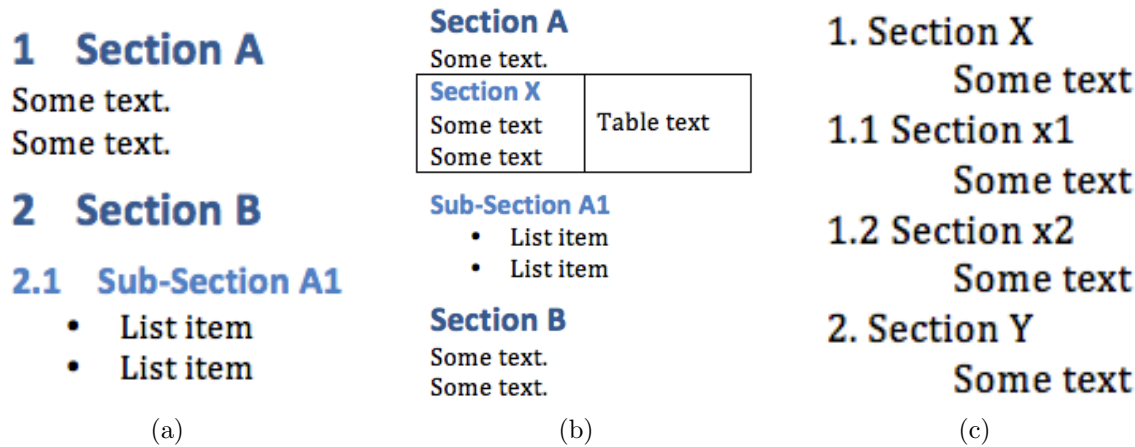 1 Section A
Some text.
Some text.
2 Section B
2.1 Sub-Section A1
• List item
• List item
(a)
Section A
Some text.
Section X
Some text
Some text
Table text
Sub-Section A1
• List item
• List item
Section B
Some text.
Some text.
(b)
1. Section X
Some text
1.1 Section x1
Some text
1.2 Section x2
Some text
2. Section Y
Some text
(c)